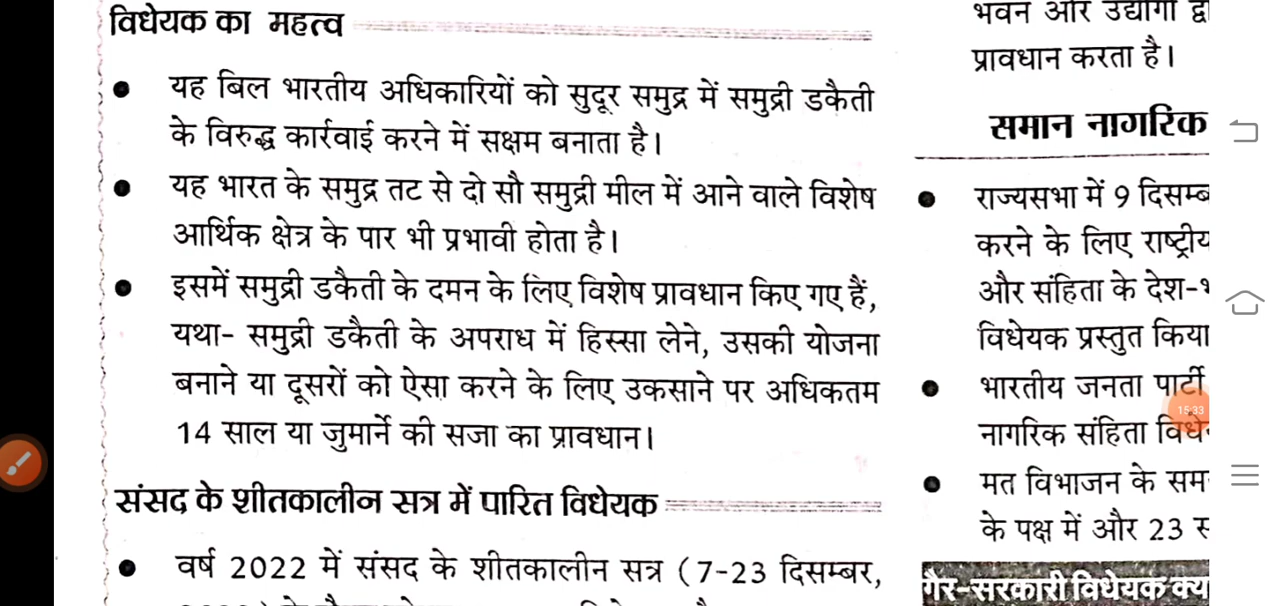 विधेयक का महत्व
यह बिल भारतीय अधिकारियों को सुदूर समुद्र में समुद्री डकैती
के विरुद्ध कार्रवाई करने में सक्षम बनाता है।
यह भारत के समुद्र तट से दो सौ समुद्री मील में आने वाले विशेष
आर्थिक क्षेत्र के पार भी प्रभावी होता है।
इसमें समुद्री डकैती के दमन के लिए विशेष प्रावधान किए गए हैं,
यथा- समुद्री डकैती के अपराध में हिस्सा लेने, उसकी योजना
बनाने या दूसरों को ऐसा करने के लिए उकसाने पर अधिकतम
14 साल या जुमार्ने की सजा का प्रावधान।
संसद के शीतकालीन सत्र में पारित विधेयक
वर्ष 2022 में संसद के शीतकालीन सत्र (7-23 दिसम्बर,
भवन और उद्योगों
प्रावधान करता है।
समान नागरिक
राज्यसभा में 9
करने के लिए राष्ट्रीय
और संहिता के देश-
विधेयक प्रस्तुत किया
भारतीय जनता पार्टी
नागरिक संहिता
मत विभाजन के
के पक्ष में और 23
गैर-सरकारी विधेयक
15:33